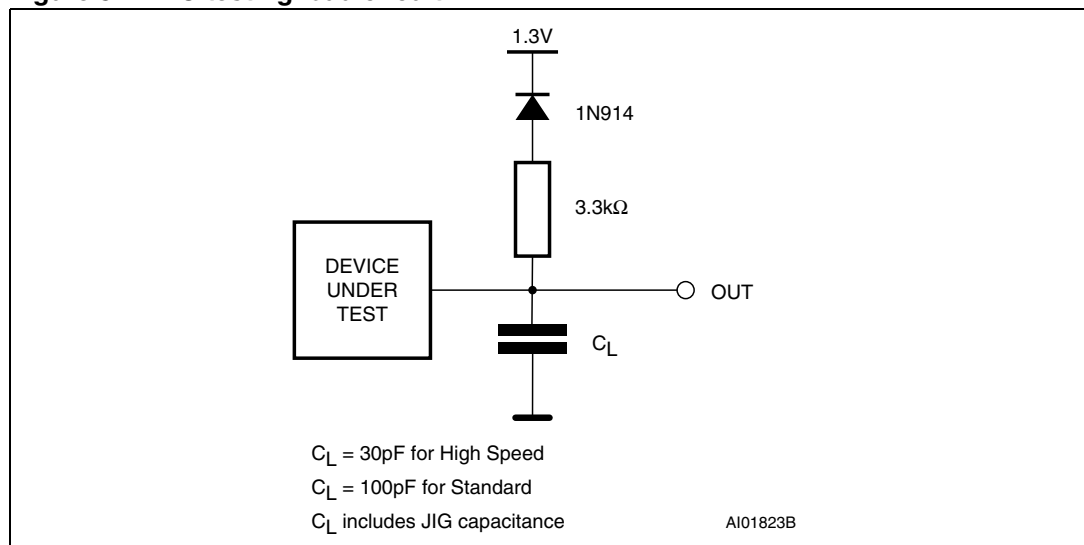 1.3V
1N914
3.3kΩ
DEVICE
UNDER
TEST
OUT
CL
CL = 30pF for High Speed
CL = 100pF for Standard
CL includes JIG capacitance
AI01823B